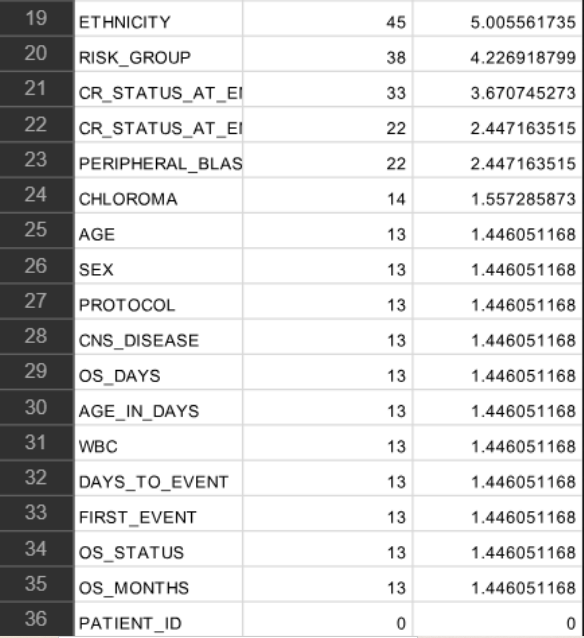 19 ETHNICITY 45 5.005561735
20 RISK_GROUP 38 4.226918799
21 CR_STATUS_AT_EI 33 3.670745273
22 CR_STATUS_AT_EI 22 2.447163515
23 PERIPHERAL_BLAS 22 2.447163515
24 CHLOROMA 14 1.557285873
25 AGE 13 1.446051168
26 SEX 13 1.446051168
27 PROTOCOL 13 1.446051168
28 CNS_DISEASE 13 1.446051168
29 OS_DAYS 13 1.446051168
30 AGE_IN_DAYS 13 1.446051168
31 WBC 13 1.446051168
32 DAYS_TO_EVENT 13 1.446051168
33 FIRST_EVENT 13 1.446051168
34 OS_STATUS 13 1.446051168
35 OS_MONTHS 13 1.446051168
36 PATIENT_ID 0 0